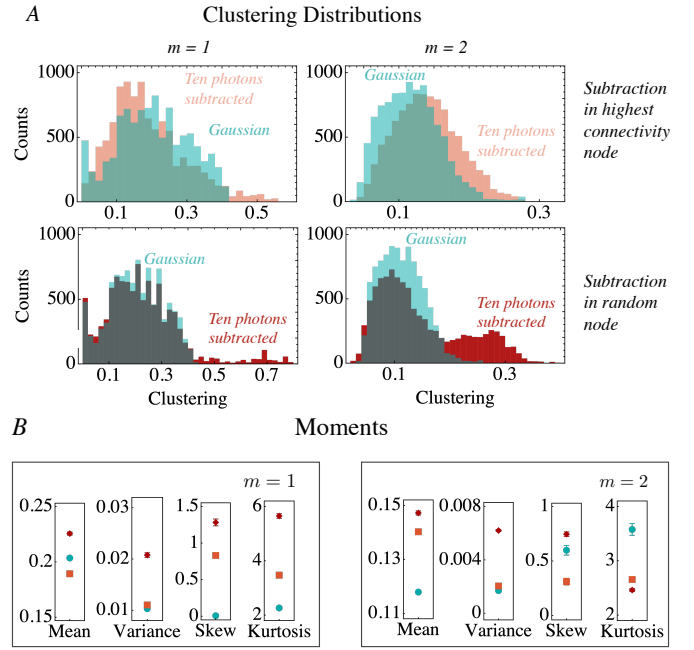 A
Clustering Distributions
m = 1
m = 2
1000
500
0
Counts
Ten photons
subtracted
Gaussian
0.1
0.3
0.5
1000
500
0
Gaussian
Ten photons
subtracted
0.1
0.3
Subtraction
in highest
connectivity
node
1000
500
0
Counts
Gaussian
Ten photons
subtracted
0.1
0.3
0.5
0.7
Clustering
1000
500
0
Gaussian
Ten photons
subtracted
0.1
0.3
Clustering
Subtraction
in random
node
B
Moments
m = 1
0.25
0.2
0.15
Mean
0.03
0.02
0.01
Variance
1.5
1
0.5
0
Skew
6
4
2
Kurtosis
m = 2
0.15
0.13
0.11
Mean
0.008
0.004
0
Variance
1
0.5
0
Skew
4
3
2
Kurtosis